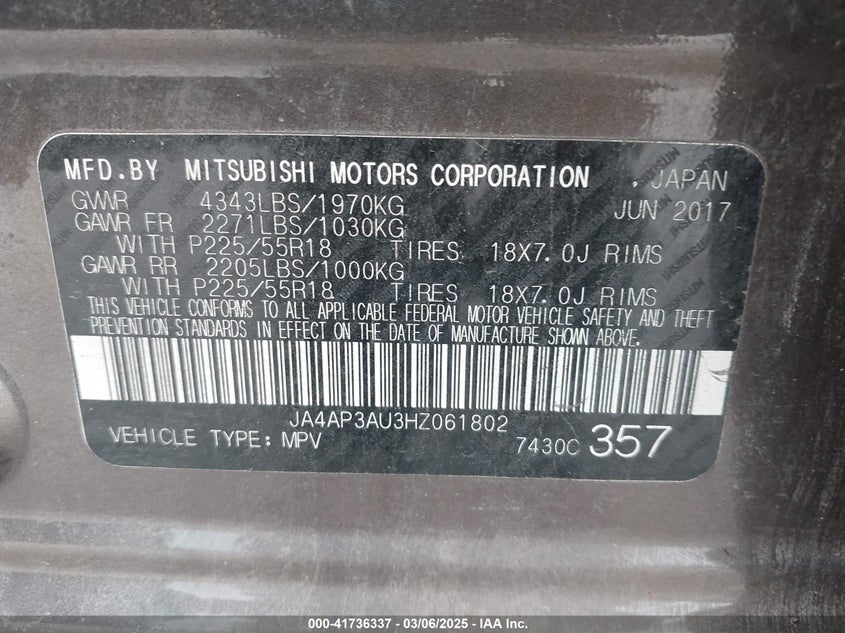 MFD.BY MITSUBISHI MOTORS CORPORATION , JAPAN
GVWR 4343LBS/1970KG JUN 2017
GAWR FR 2271LBS/1030KG
WITH P225/55R18 TIRES 18X7.0J RIMS
GAWR RR 2205LBS/1000KG
WITH P225/55R18 TIRES 18X7.0J RIMS
THIS VEHICLE CONFORMS TO ALL APPLICABLE FEDERAL MOTOR VEHICLE SAFETY AND THEFT
PREVENTION STANDARDS IN EFFECT ON THE DATE OF MANUFACTURE SHOWN ABOVE.
JA4AP3AU3HZ061802
VEHICLE TYPE: MPV 7430C 357
000-41736337 | 03/06/2025 | IAA Inc.